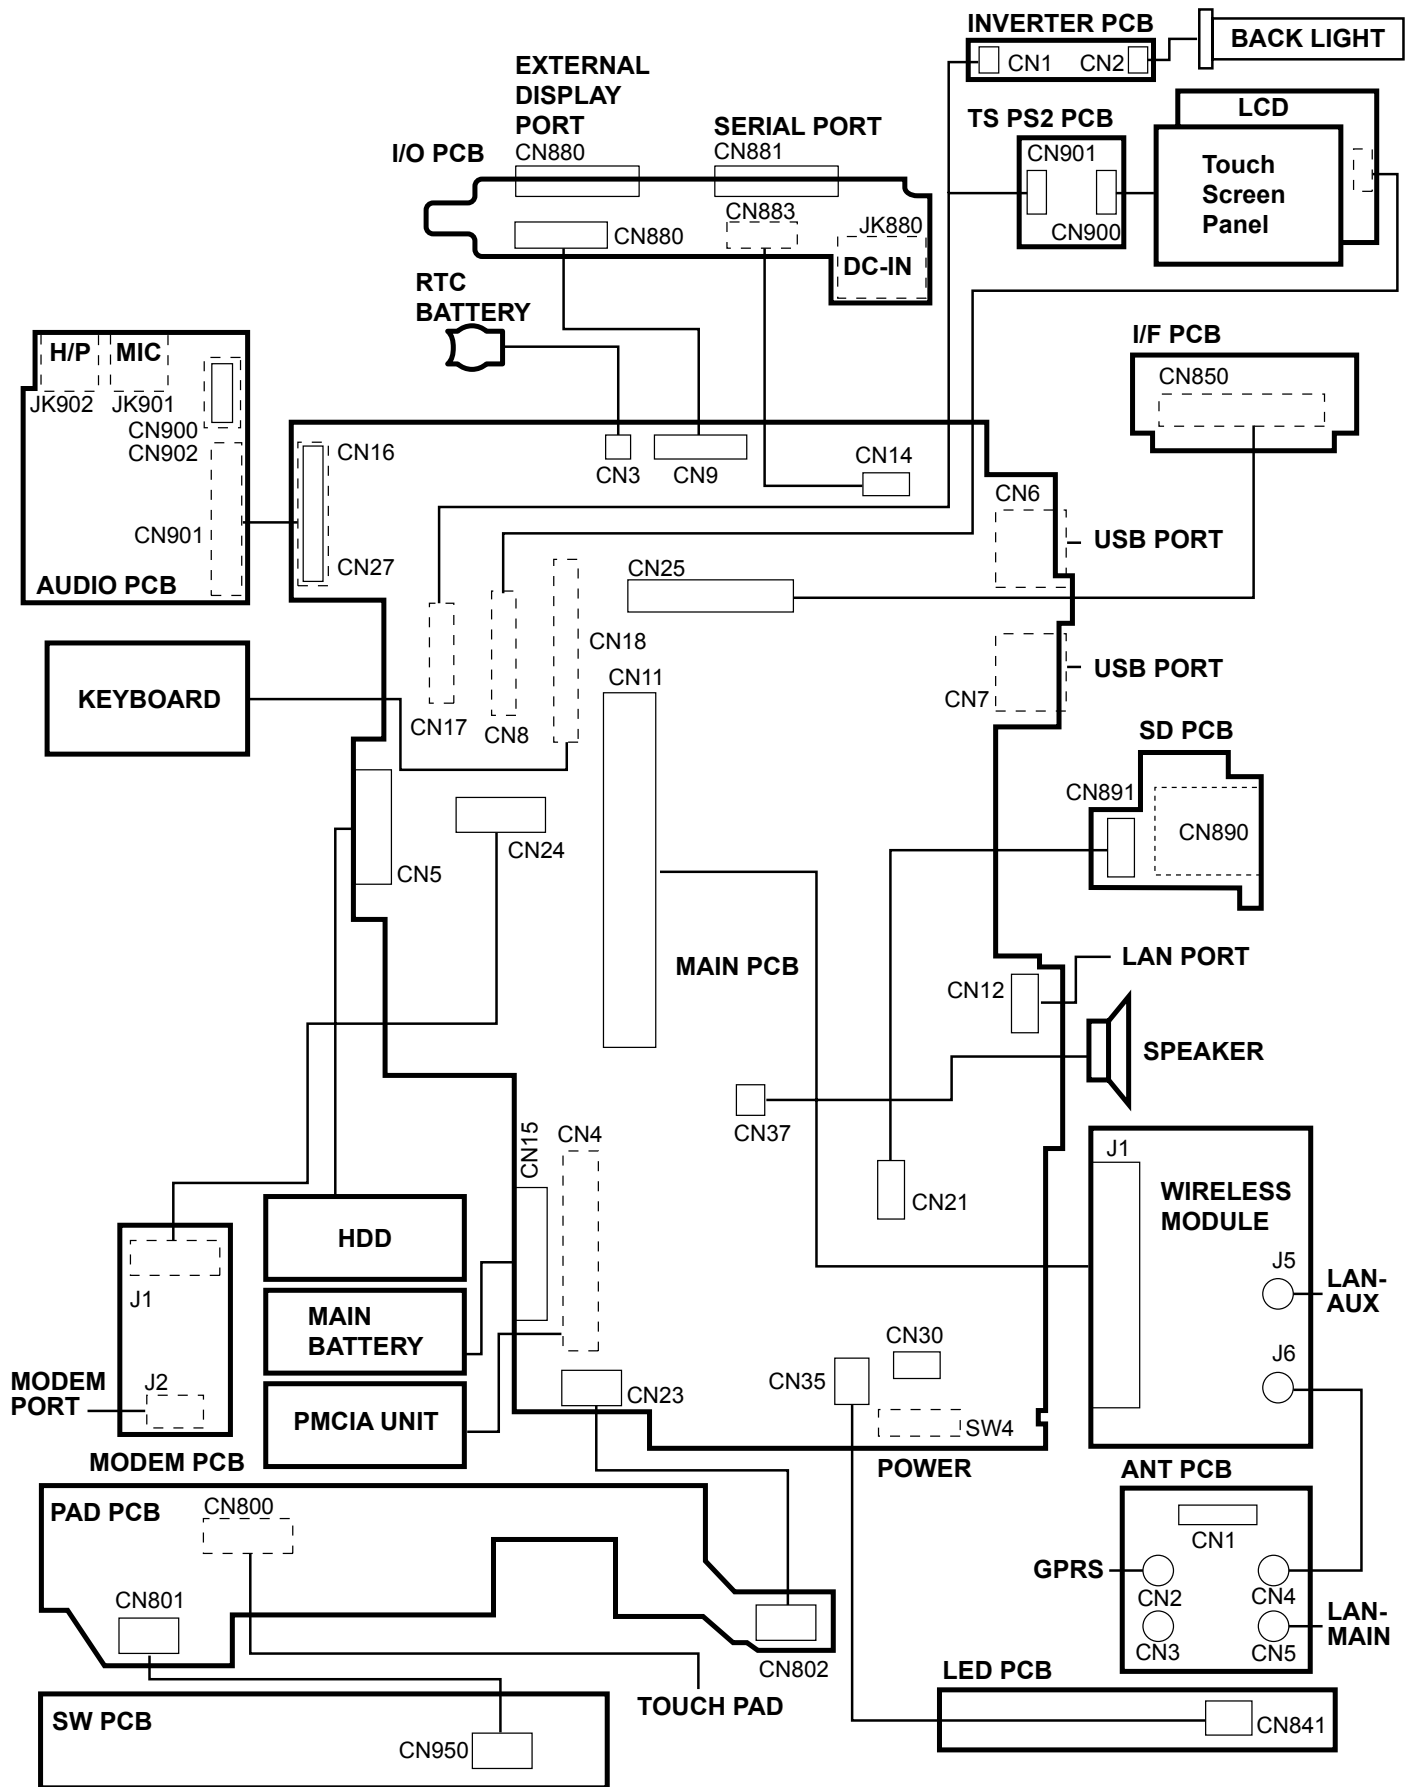 INVERTER PCB
BACK LIGHT
CN1
CN2
EXTERNAL
DISPLAY
PORT
CN880
SERIAL PORT
CN881
I/O PCB
TS PS2 PCB
CN901
CN900
LCD
Touch
Screen
Panel
CN883
CN880
JK880
DC-IN
RTC
BATTERY
I/F PCB
CN850
H/P
MIC
JK902
JK901
CN900
CN902
CN901
AUDIO PCB
CN16
CN27
CN3
CN9
CN14
CN6
USB PORT
CN25
CN18
CN11
USB PORT
CN7
KEYBOARD
CN17
CN8
SD PCB
CN891
CN890
CN24
CN5
MAIN PCB
LAN PORT
CN12
SPEAKER
CN37
CN15
CN4
CN21
J1
WIRELESS
MODULE
J5
LAN-
AUX
J6
HDD
MAIN
BATTERY
PMCIA UNIT
J1
J2
MODEM
PORT
MODEM PCB
CN23
CN35
CN30
SW4
POWER
ANT PCB
CN1
GPRS
CN2
CN4
CN3
CN5
LAN-
MAIN
PAD PCB
CN800
CN801
CN802
TOUCH PAD
LED PCB
CN841
SW PCB
CN950